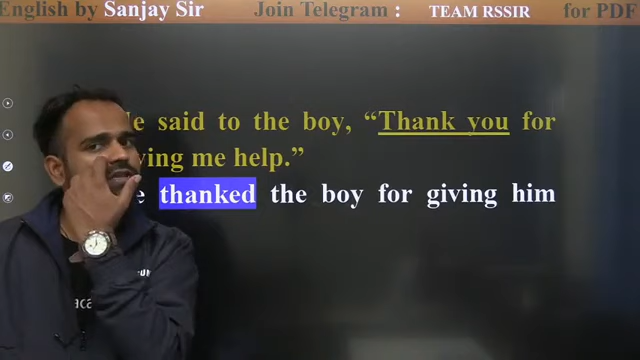 English by Sanjay Sir Join Telegram : TEAM RSSIR for PDF
said to the boy, “Thank you for
me help.”
thanked the boy for giving him